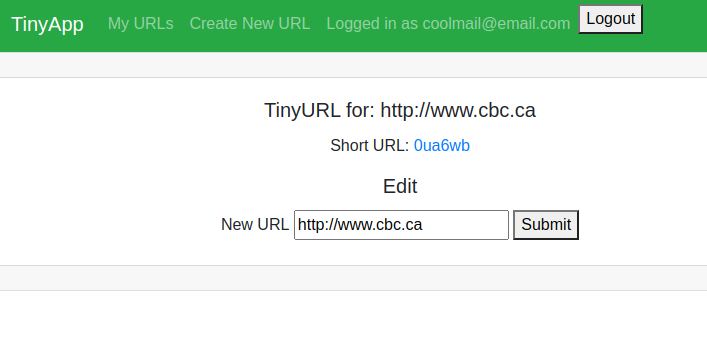 TinyApp My URLs Create New URL Logged in as coolmail@email.com Logout
TinyURL for: http://www.cbc.ca
Short URL: 0ua6wb
Edit
New URL http://www.cbc.ca Submit